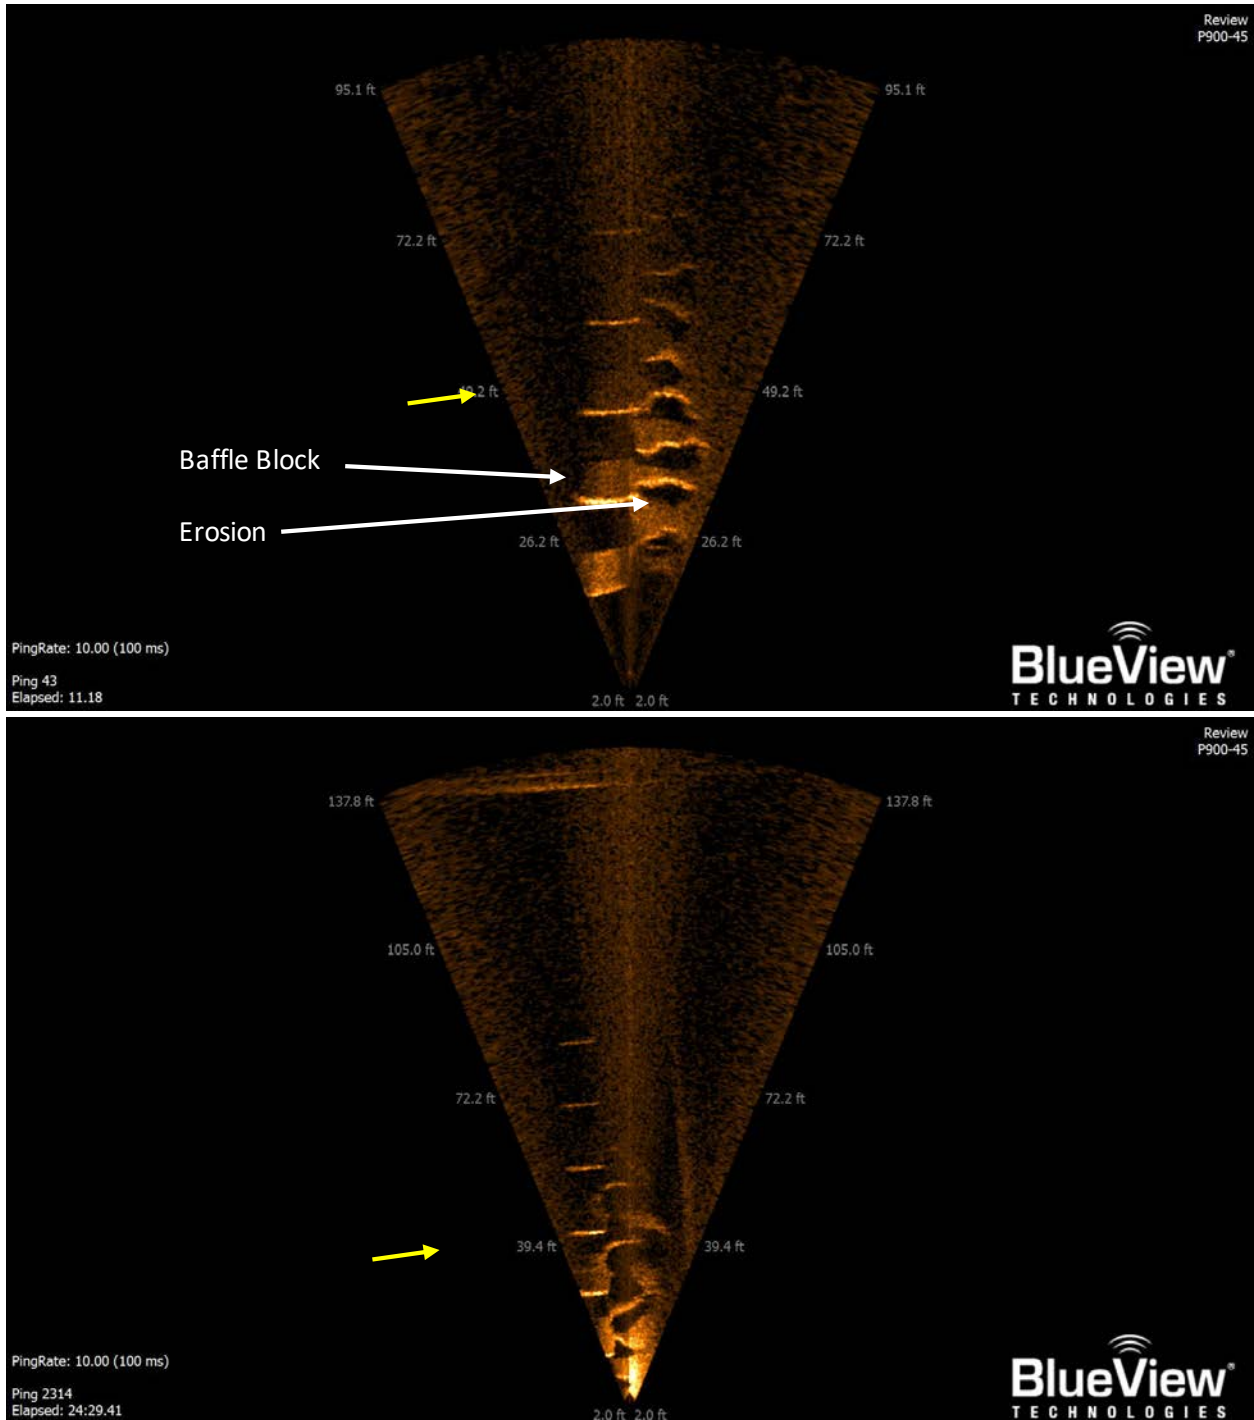 Review
P900-45
95.1 ft
95.1 ft
72.2 ft
72.2 ft
49.2 ft
49.2 ft
Baffle Block
Erosion
26.2 ft
26.2 ft
PingRate: 10.00 (100 ms)
Ping 43
Elapsed: 11.18
2.0 ft 2.0 ft
BlueView®
TECHNOLOGIES
Review
P900-45
137.8 ft
137.8 ft
105.0 ft
105.0 ft
72.2 ft
72.2 ft
39.4 ft
39.4 ft
PingRate: 10.00 (100 ms)
Ping 2314
Elapsed: 24:29.41
2.0 ft 2.0 ft
BlueView®
TECHNOLOGIES